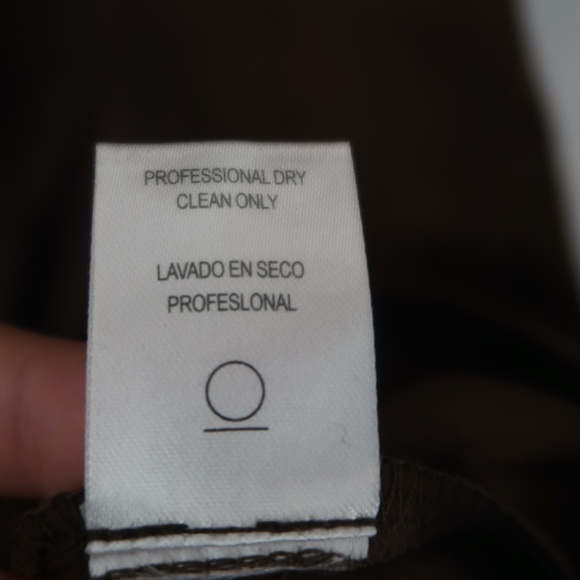 PROFESSIONAL DRY
CLEAN ONLY
LAVADO EN SECO
PROFESLONAL